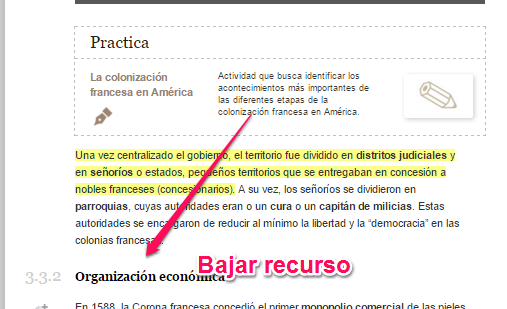 Practica
La colonización
francesa en América
Actividad que busca identificar los
acontecimientos más importantes de
las diferentes etapas de la
colonización francesa en América.
Una vez centralizado el gobierno, el territorio fue dividido en distritos judiciales y
en señoríos o estados, pequeños territorios que se entregaban en concesión a
nobles franceses (concesionarios). A su vez, los señoríos se dividieron en
parroquias, cuyas autoridades eran o un cura o un capitán de milicias. Estas
autoridades se encargaron de reducir al mínimo la libertad y la “democracia” en las
colonias francesas.
3.3.2 Organización económica
Bajar recurso
En 1588, la Corona francesa concedió el primer monopolio comercial de las pieles